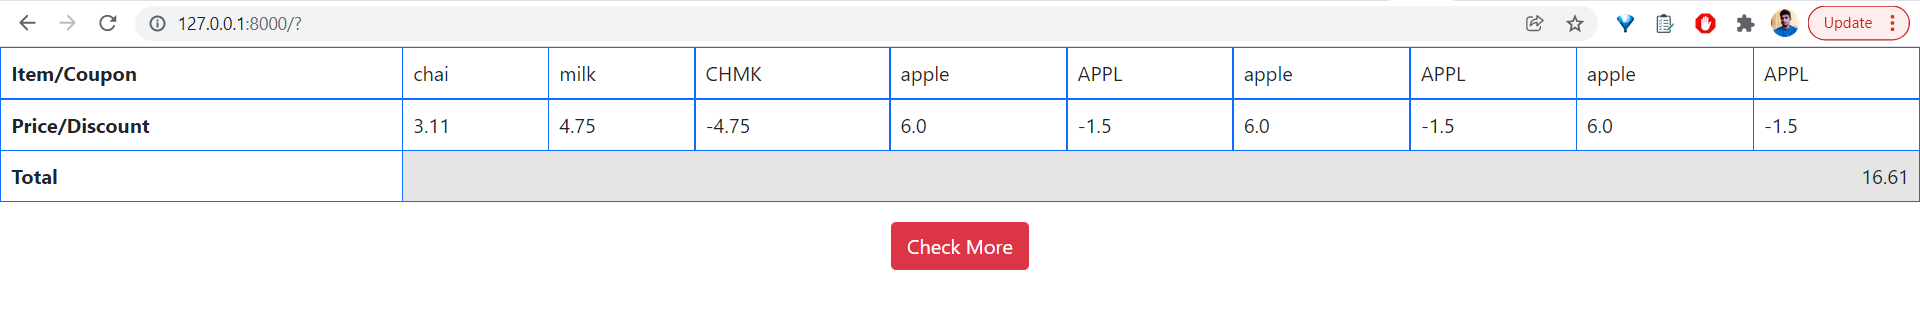 127.0.0.1:8000/? Update
Item/Coupon chai milk CHMK apple APPL apple APPL apple APPL
Price/Discount 3.11 4.75 -4.75 6.0 -1.5 6.0 -1.5 6.0 -1.5
Total 16.61
Check More